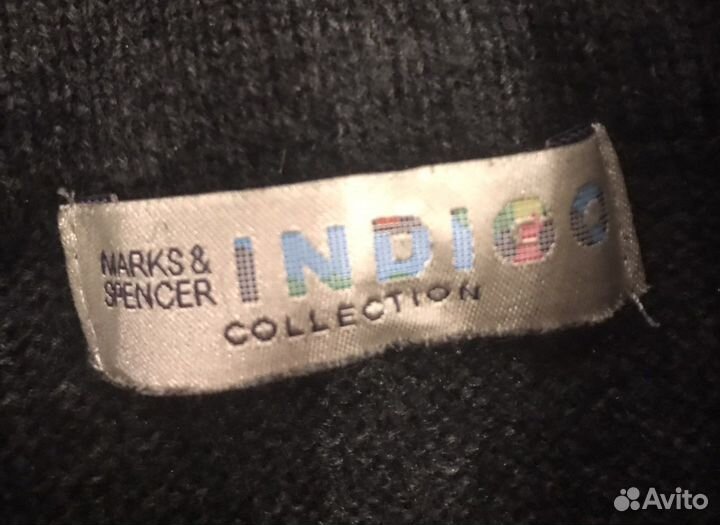 MARKS & SPENCER
INDIGO
COLLECTION
Avito